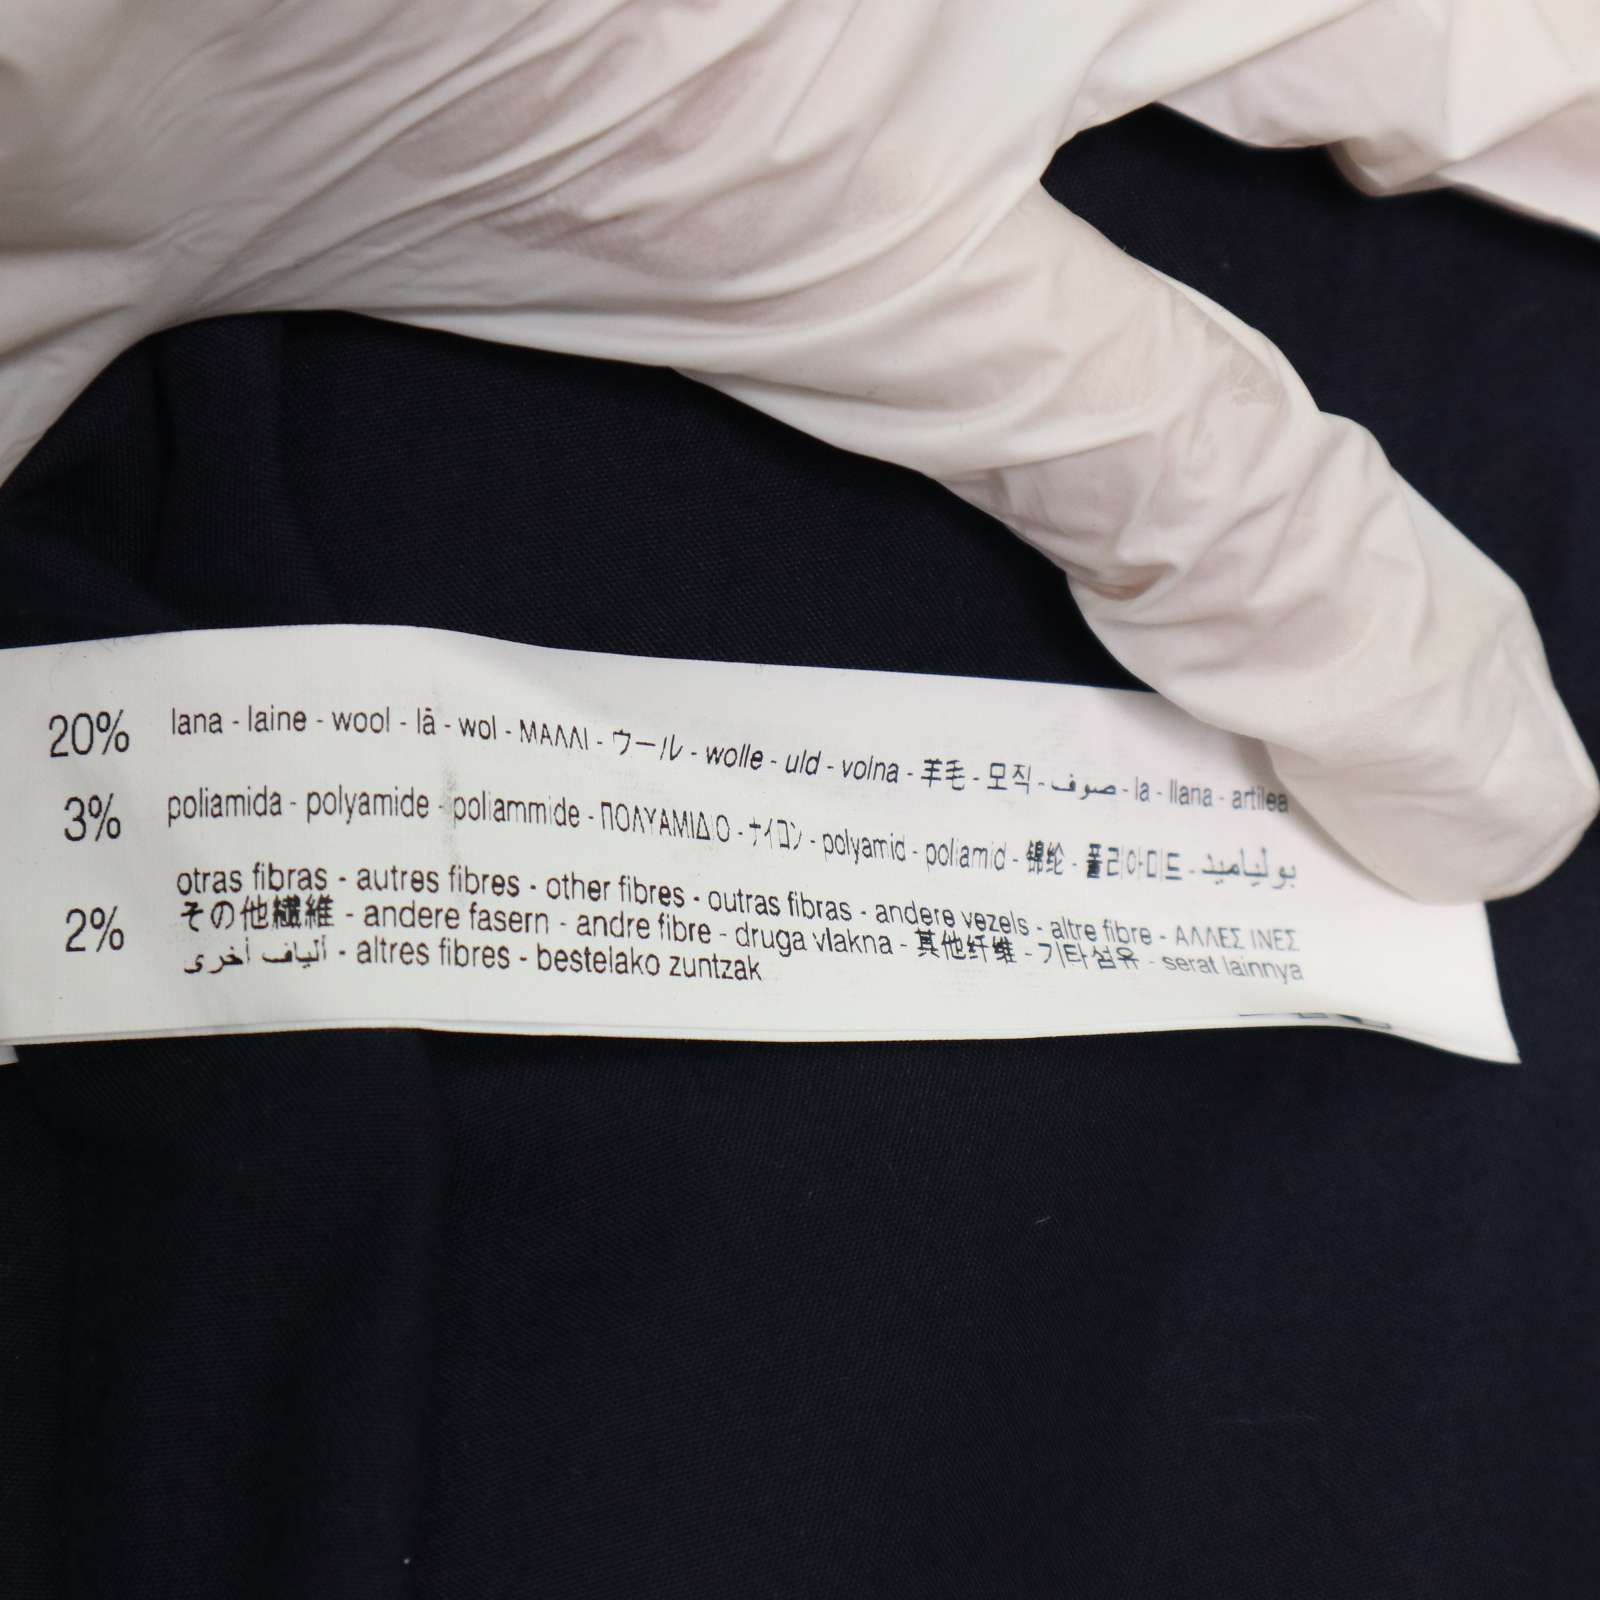 20% lana - laine - wool - lã - wol - ΜΑΛΛΙ - ウール - wolle - uld - volna - 羊毛 - 모직 - صوف - la - llana - artilea
3% poliamida - polyamide - poliammide - ΠΟΛΥΑΜΙΔΙΟ - ナイロン - polyamid - poliamid - 锦纶 - 폴리아미드 - بولياميد
otras fibras - autres fibres - other fibres - outras fibras - andere vezels - altre fibre - ΑΛΛΕΣ ΙΝΕΣ
2% その他繊維 - andere fasern - andre fibre - druga vlakna - 其他纤维 - 기타섬유 - serat lainnya
ألياف أخرى - altres fibres - bestelako zuntzak